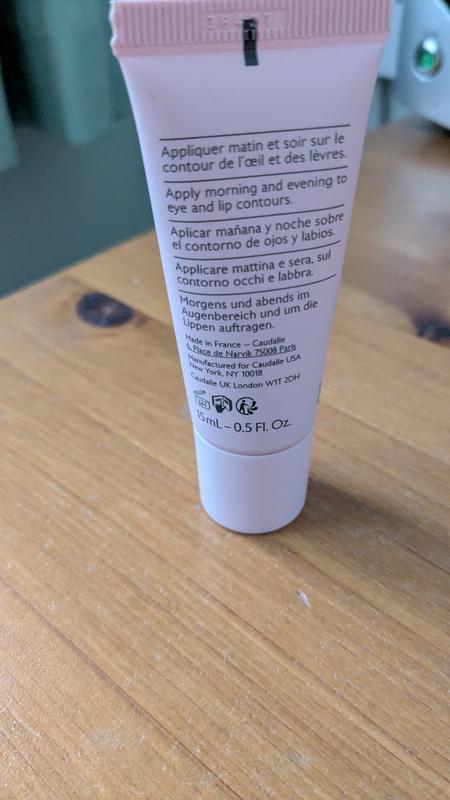 Appliquer matin et soir sur le
contour de l'œil et des lèvres.
Apply morning and evening to
eye and lip contours.
Aplicar mañana y noche sobre
el contorno de ojos y labios.
Applicare mattina e sera, sul
contorno occhi e labbra.
Morgens und abends im
Augenbereich und um die
Lippen auftragen.
Made in France – Caudalie
6, Place de Narvik 75008 Paris
Manufactured for Caudalie USA
New York, NY 10018
Caudalie UK London W1T 2DH
15mL – 0.5 Fl. Oz.